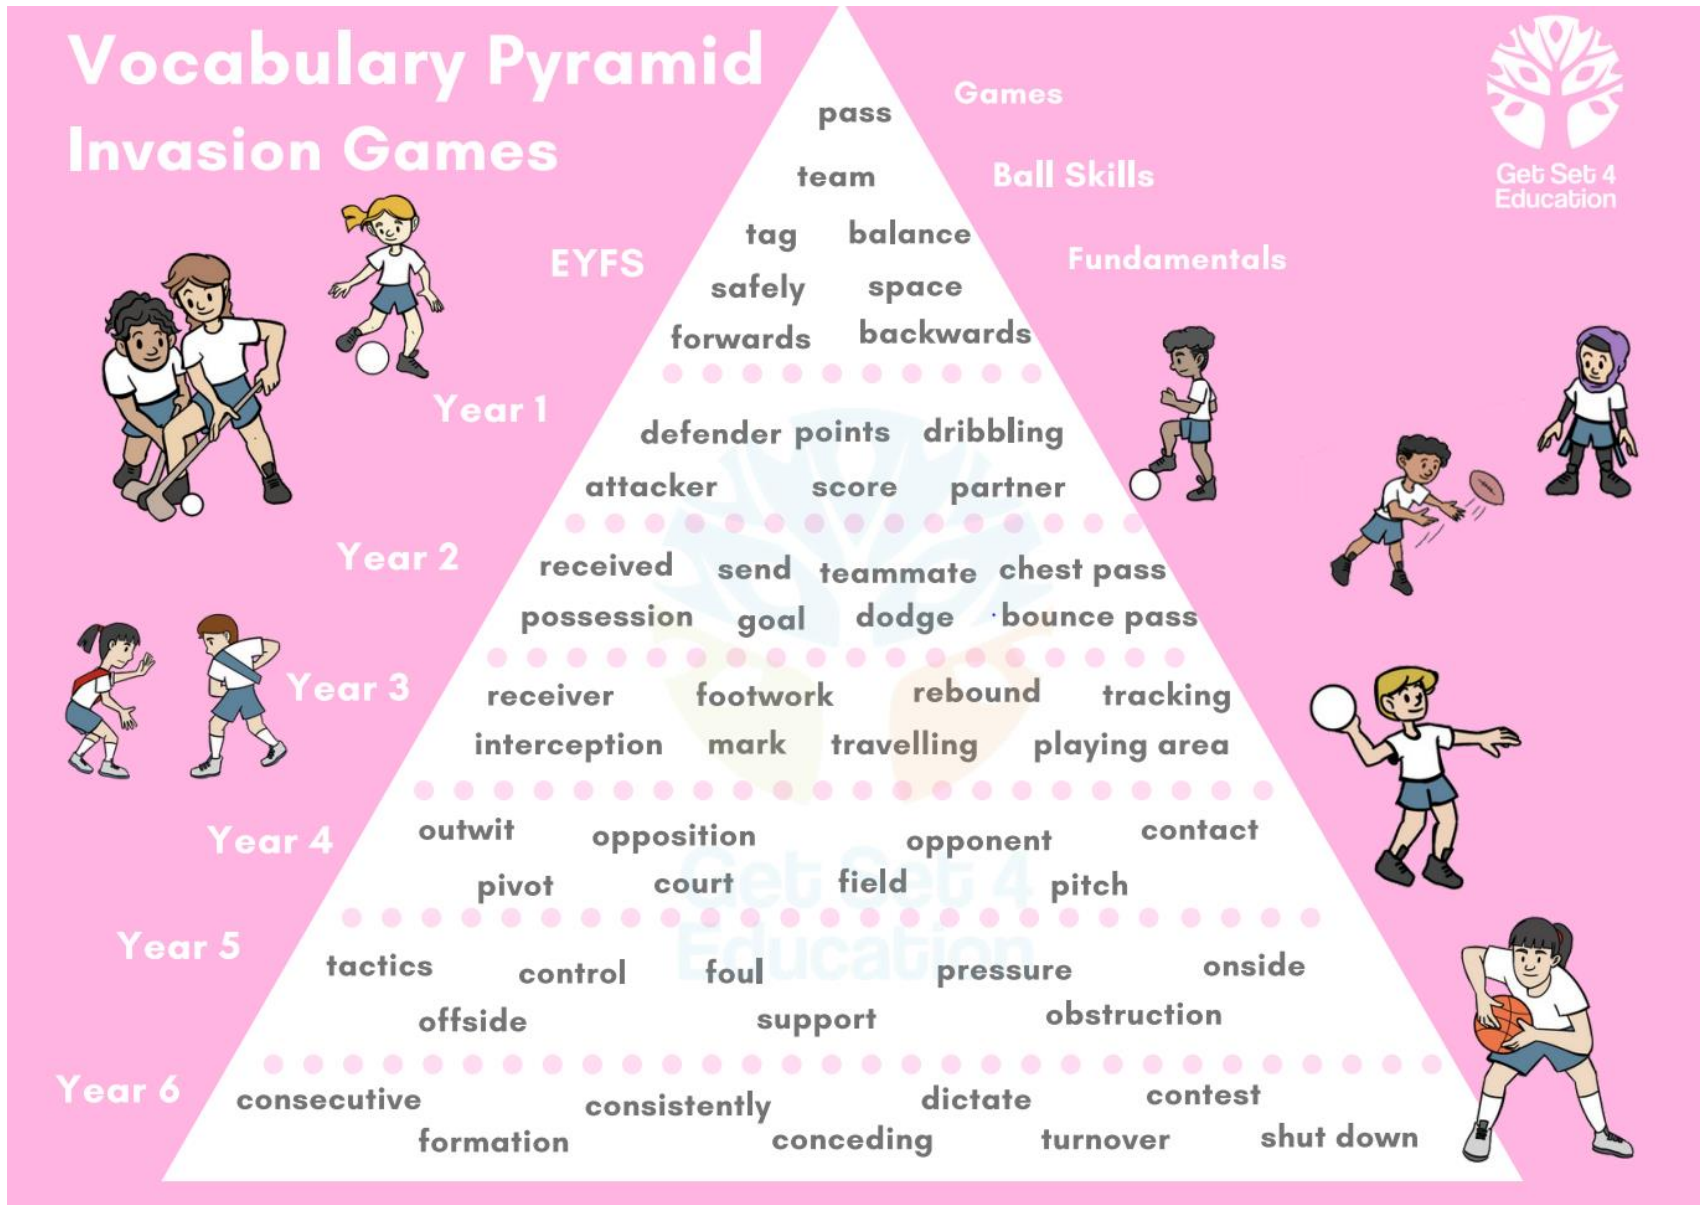 Vocabulary Pyramid
Invasion Games
Get Set 4
Education
Games
Ball Skills
Fundamentals
EYFS
pass
team
tag balance
safely space
forwards backwards
Year 1
defender points dribbling
attacker score partner
Year 2
received send teammate chest pass
possession goal dodge bounce pass
Year 3
receiver footwork rebound tracking
interception mark travelling playing area
Year 4
outwit opposition opponent contact
pivot court field pitch
Get Set 4
Education
Year 5
tactics control foul pressure onside
offside support obstruction
Year 6
consecutive consistently dictate contest
formation conceding turnover shut down